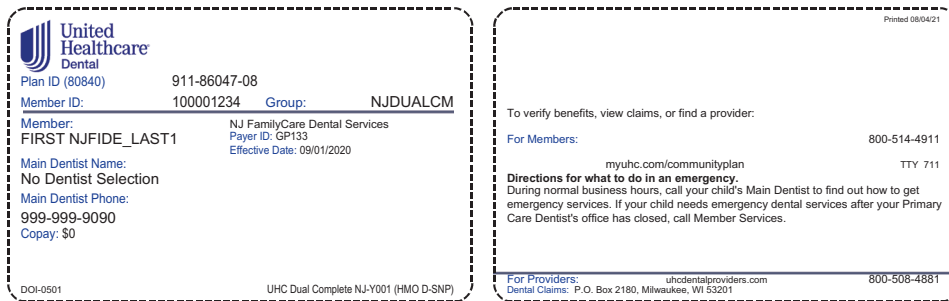 United
Healthcare®
Dental
Plan ID (80840) 911-86047-08
Member ID: 100001234 Group: NJDUALCM
Member:
FIRST NJFIDE_LAST1
NJ FamilyCare Dental Services
Payer ID: GP133
Effective Date: 09/01/2020
Main Dentist Name:
No Dentist Selection
Main Dentist Phone:
999-999-9090
Copay: $0
DOI-0501 UHC Dual Complete NJ-Y001 (HMO D-SNP)
Printed 08/04/21
To verify benefits, view claims, or find a provider:
For Members: 800-514-4911
myuhc.com/communityplan TTY 711
Directions for what to do in an emergency.
During normal business hours, call your child's Main Dentist to find out how to get
emergency services. If your child needs emergency dental services after your Primary
Care Dentist's office has closed, call Member Services.
For Providers: uhcdentalproviders.com 800-508-4881
Dental Claims: P.O. Box 2180, Milwaukee, WI 53201